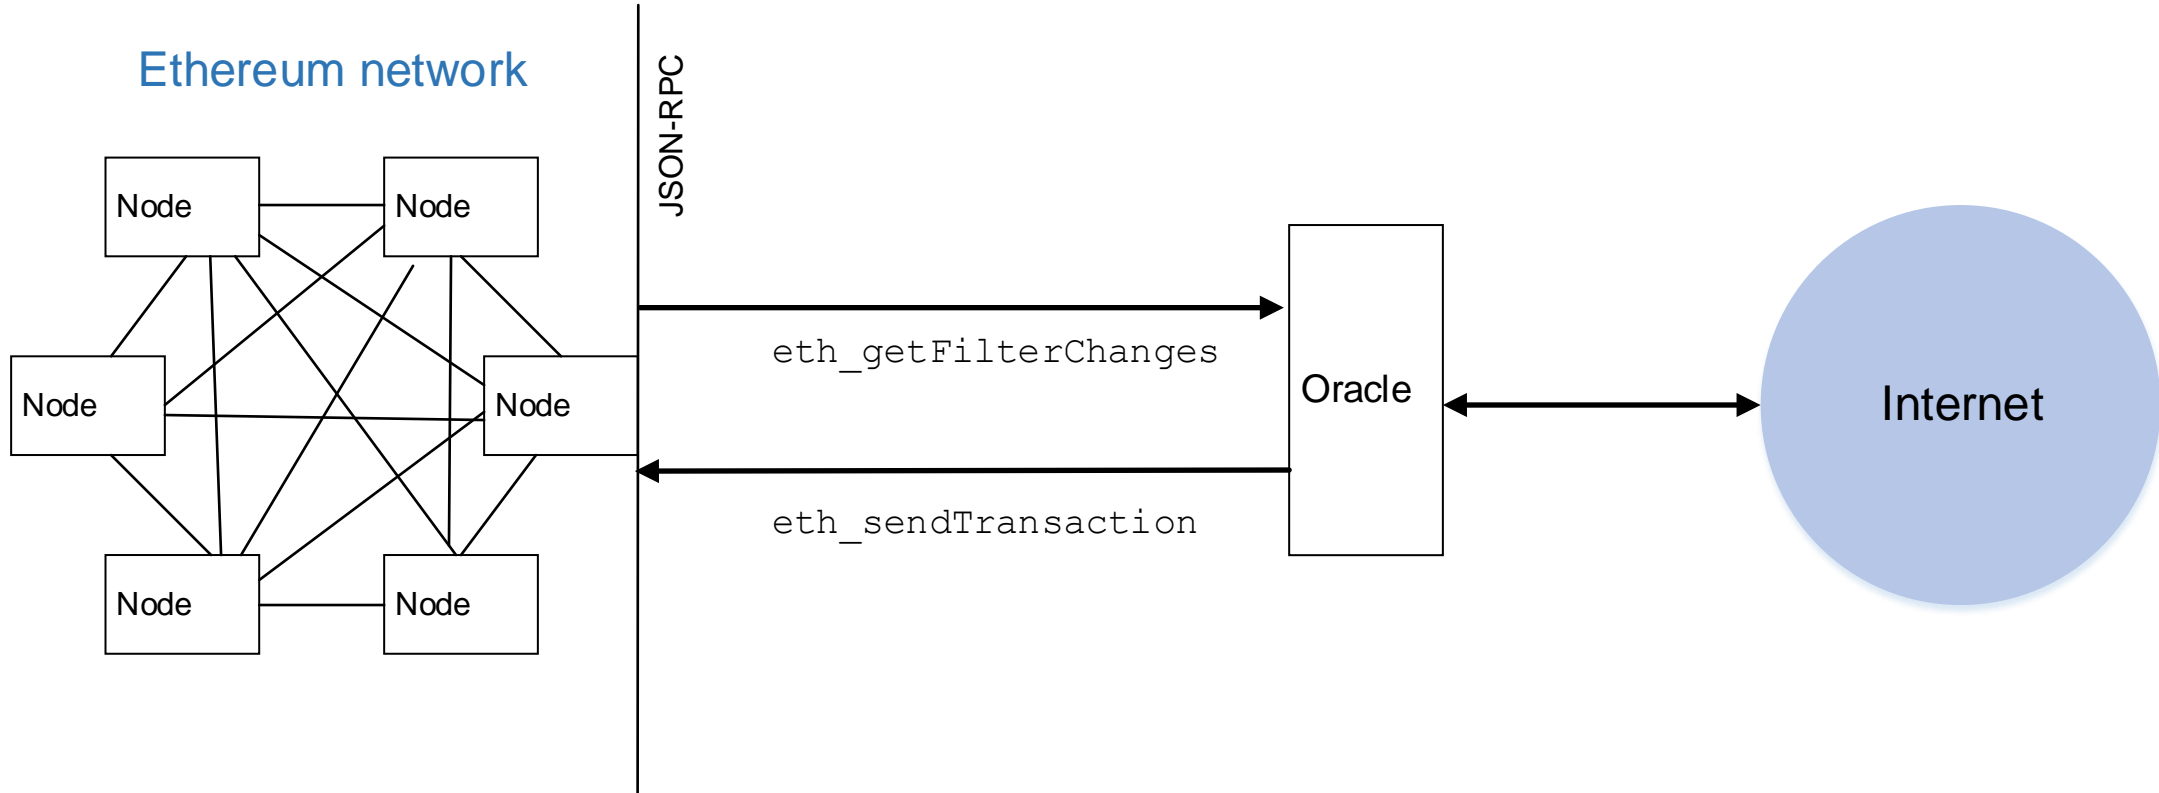 Ethereum network
JSON-RPC
Node
Node
eth_getFilterChanges
Node
Node
Oracle
Internet
eth_sendTransaction
Node
Node